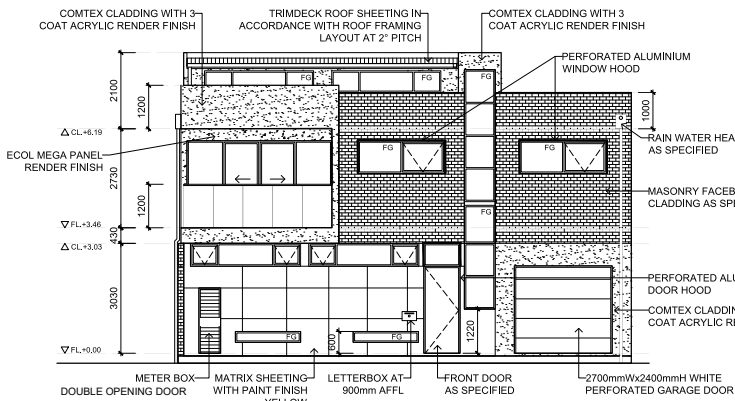 COMTEX CLADDING WITH 3
COAT ACRYLIC RENDER FINISH
TRIMDECK ROOF SHEETING IN
ACCORDANCE WITH ROOF FRAMING
LAYOUT AT 2° PITCH
COMTEX CLADDING WITH 3
COAT ACRYLIC RENDER FINISH
PERFORATED ALUMINIUM
WINDOW HOOD
FG
FG
FG
2100
1200
1000
CL.+6.19
RAIN WATER HEA
AS SPECIFIED
ECOL MEGA PANEL
RENDER FINISH
FG
FG
2730
1200
MASONRY FACEB
CLADDING AS SPE
FG
FL.+3.46
430
CL.+3.03
PERFORATED ALU
DOOR HOOD
3030
COMTEX CLADDIN
COAT ACRYLIC RE
FG
FG
600
1220
FL.+0.00
METER BOX
DOUBLE OPENING DOOR
MATRIX SHEETING
WITH PAINT FINISH
YELLOW
LETTERBOX AT
900mm AFFL
FRONT DOOR
AS SPECIFIED
2700mmWx2400mmH WHITE
PERFORATED GARAGE DOOR